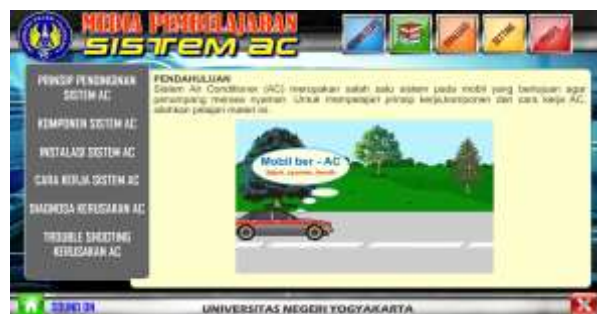 MEDIA PEMBELAJARAN
SISTEM AC
PRINSIP PENDINGINAN
SISTEM AC
KOMPONEN SISTEM AC
INSTALASI SISTEM AC
CARA KERJA SISTEM AC
DIAGNOSA KERUSAKAN AC
TROUBLE SHOOTING
KERUSAKAN AC
PENDAHULUAN
Sistem Air Conditioner (AC) merupakan salah satu sistem pada mobil yang bertujuan agar
penumpang merasa nyaman. Untuk mempelajari prinsip kerja,komponen dan cara kerja AC,
silahkan pelajari materi ini.
Mobil ber - AC
SOUND ON
UNIVERSITAS NEGERI YOGYAKARTA
X